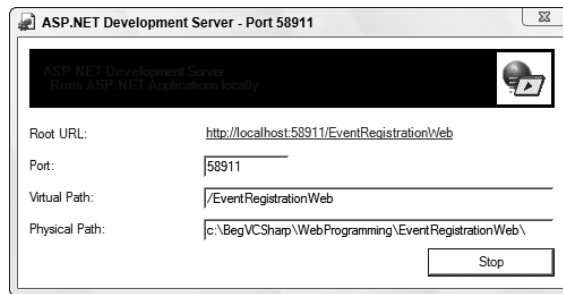 ASP.NET Development Server - Port 58911
ASP.NET Development Server
Runs ASP.NET Applications locally
Root URL: http://localhost:58911/EventRegistrationWeb
Port: 58911
Virtual Path: /EventRegistrationWeb
Physical Path: c:\BegVCSharp\WebProgramming\EventRegistrationWeb\
Stop